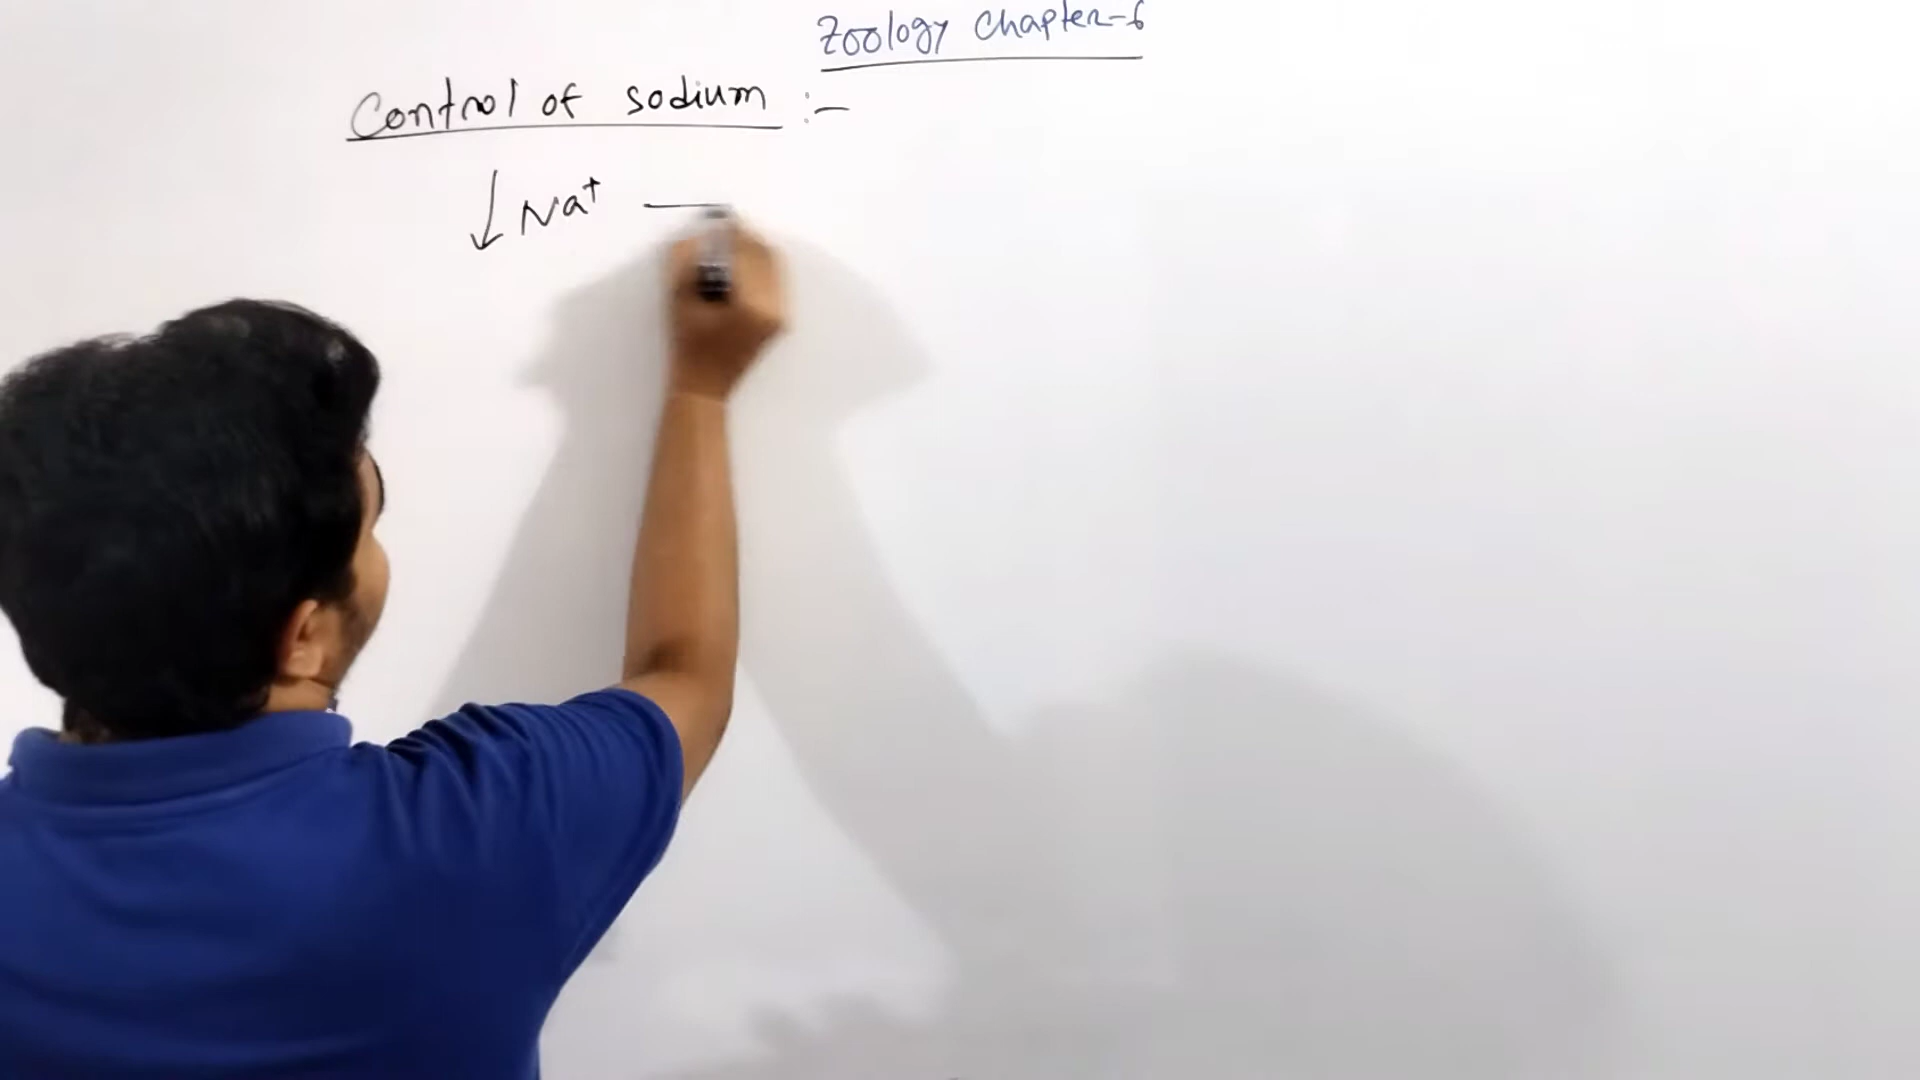 Zoology Chapter-6
Control of sodium :-
↓ Na⁺ —